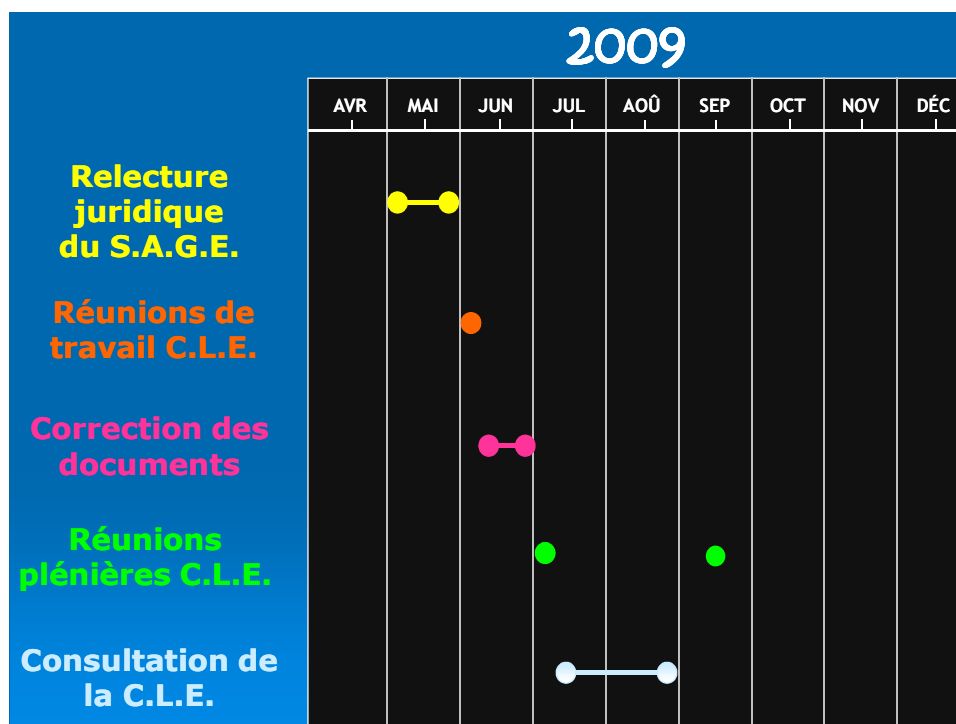 2009
AVR MAI JUN JUL AOÛ SEP OCT NOV DÉC
Relecture
juridique
du S.A.G.E.
Réunions de
travail C.L.E.
Correction des
documents
Réunions
plénières C.L.E.
Consultation de
la C.L.E.